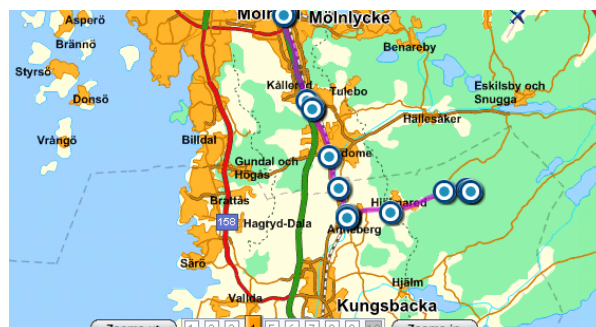 Asperö
Mölnlycke
Brännö
Benareby
Styrsö
Kållered
Tulebo
Eskilsby och
Snugga
Donsö
Hällesåker
Vrångö
Billdal
Gundal och
Högås
Brattås
158
Hagryd-Dala
Anneberg
Särö
Hjälm
Vallda
Kungsbacka